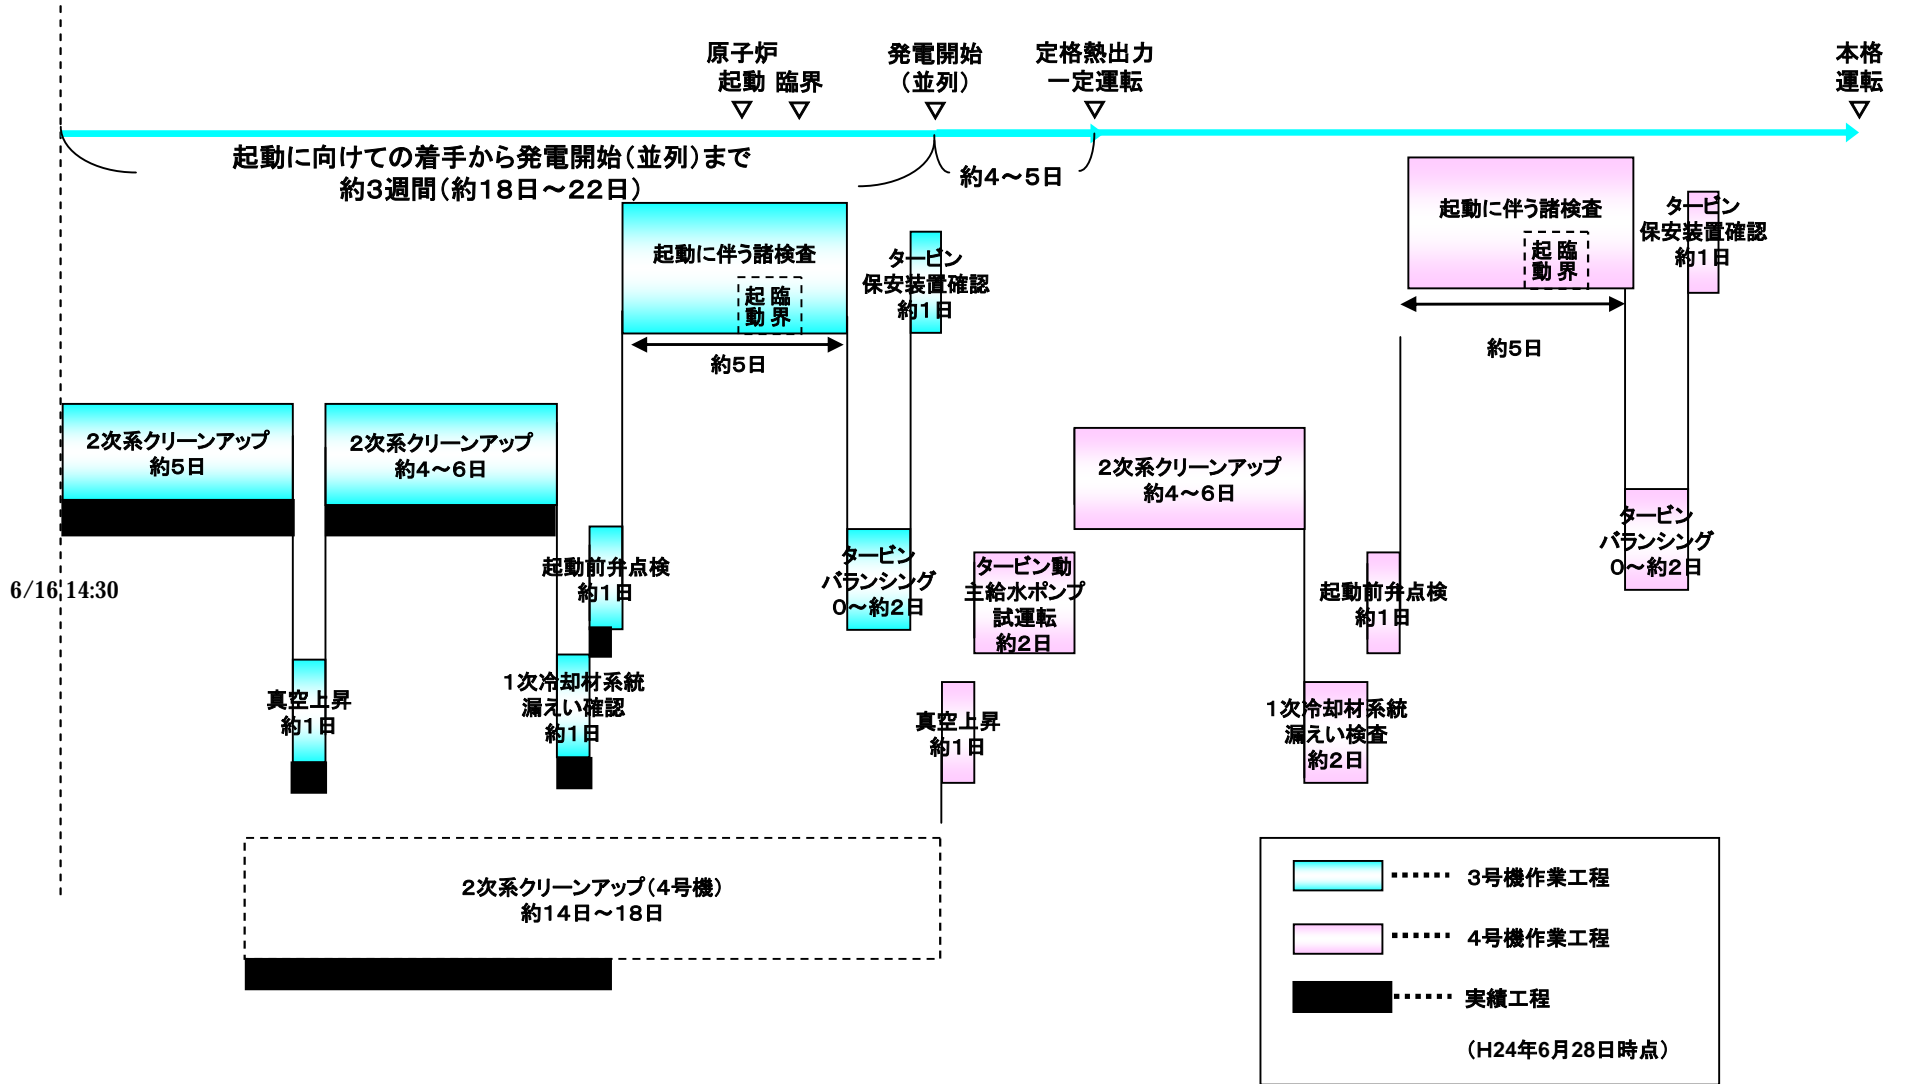 原子炉
起動
臨界
発電開始
（並列）
定格熱出力
一定運転
本格
運転
起動に向けての着手から発電開始（並列）まで
約３週間（約１８日～２２日）
約４～５日
起動に伴う諸検査
起 臨
動 界
約５日
タービン
保安装置確認
約１日
起動に伴う諸検査
起 臨
動 界
約５日
タービン
保安装置確認
約１日
２次系クリーンアップ
約５日
２次系クリーンアップ
約４～６日
２次系クリーンアップ
約４～６日
6/16 14:30
起動前弁点検
約１日
タービン
バランシング
０～約２日
タービン動
主給水ポンプ
試運転
約２日
起動前弁点検
約１日
タービン
バランシング
０～約２日
真空上昇
約１日
１次冷却材系統
漏えい確認
約１日
真空上昇
約１日
１次冷却材系統
漏えい検査
約２日
２次系クリーンアップ（４号機）
約１４日～１８日
３号機作業工程
４号機作業工程
実績工程
（H24年6月28日時点）